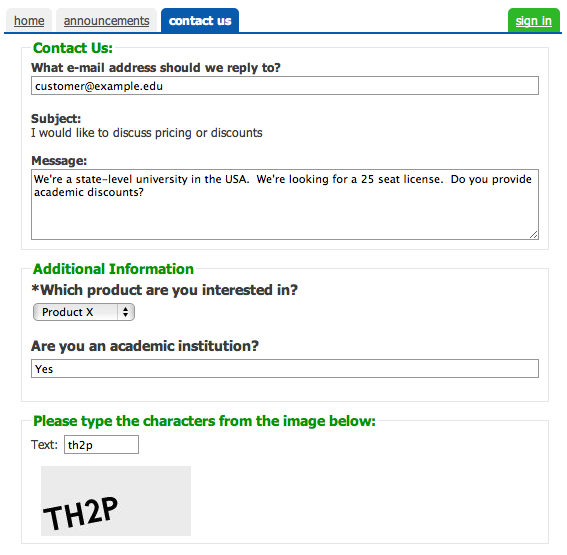 home announcements contact us sign in
Contact Us:
What e-mail address should we reply to?
customer@example.edu
Subject:
I would like to discuss pricing or discounts
Message:
We're a state-level university in the USA.  We're looking for a 25 seat license.  Do you provide
academic discounts?
Additional Information
*Which product are you interested in?
Product X
Are you an academic institution?
Yes
Please type the characters from the image below:
Text: th2p
TH2P